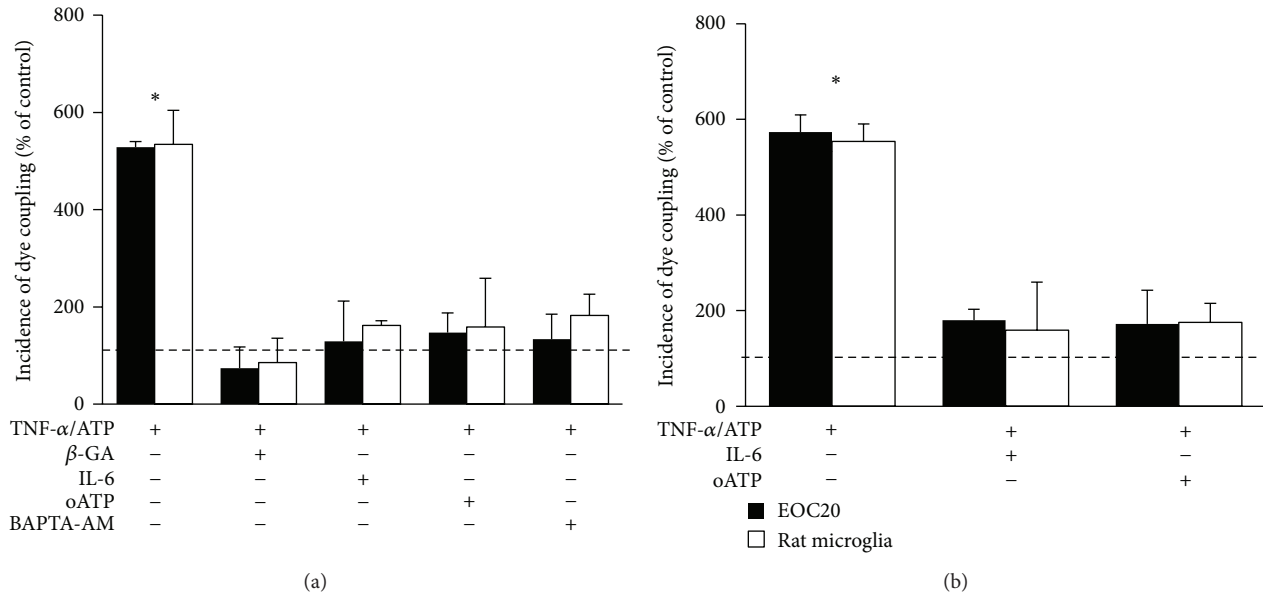 Incidence of dye coupling (% of control)
800
600
400
200
0
*
TNF-α/ATP + + + + +
β-GA − + − − −
IL-6 − − + − −
oATP − − − + −
BAPTA-AM − − − − +
(a)
Incidence of dye coupling (% of control)
800
600
400
200
0
*
TNF-α/ATP + + +
IL-6 − + −
oATP − − +
EOC20
Rat microglia
(b)